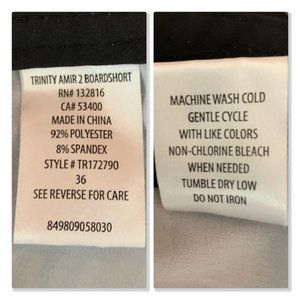 TRINITY AMIR 2 BOARDSHORT
RN# 132816
CA# 53400
MADE IN CHINA
92% POLYESTER
8% SPANDEX
STYLE # TR172790
36
SEE REVERSE FOR CARE
849809058030
MACHINE WASH COLD
GENTLE CYCLE
WITH LIKE COLORS
NON-CHLORINE BLEACH
WHEN NEEDED
TUMBLE DRY LOW
DO NOT IRON